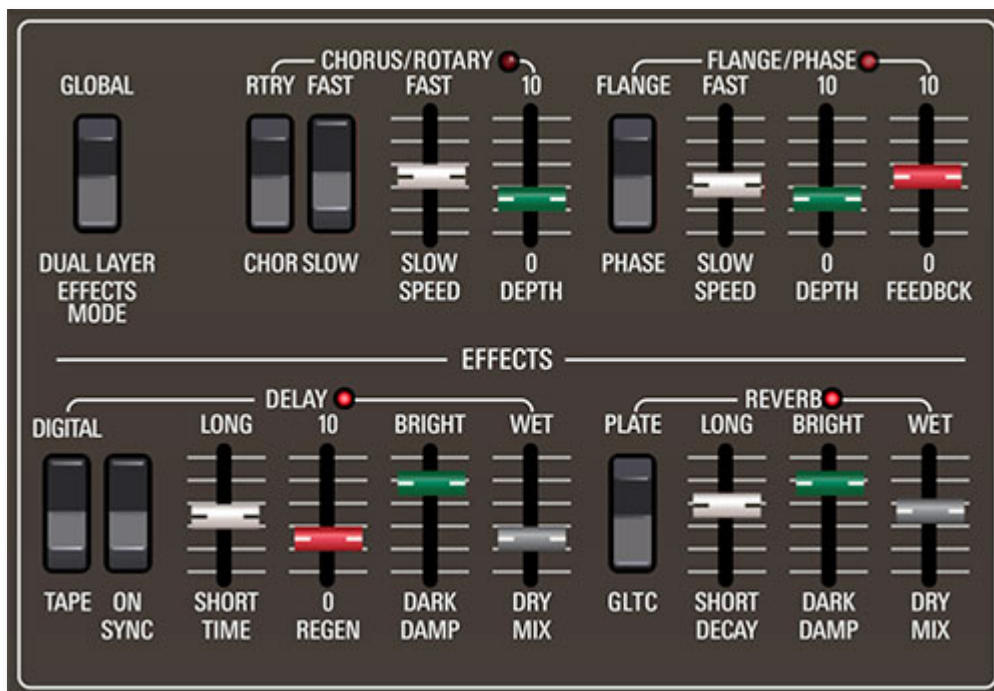 CHORUS/ROTARY
FLANGE/PHASE
GLOBAL
RTRY FAST
FAST
10
FLANGE
FAST
10
10
DUAL LAYER
EFFECTS
MODE
CHOR SLOW
SLOW
SPEED
0
DEPTH
PHASE
SLOW
SPEED
0
DEPTH
0
FEEDBCK
EFFECTS
DELAY
REVERB
DIGITAL
LONG
10
BRIGHT
WET
PLATE
LONG
BRIGHT
WET
TAPE
ON
SYNC
SHORT
TIME
0
REGEN
DARK
DAMP
DRY
MIX
GLTC
SHORT
DECAY
DARK
DAMP
DRY
MIX